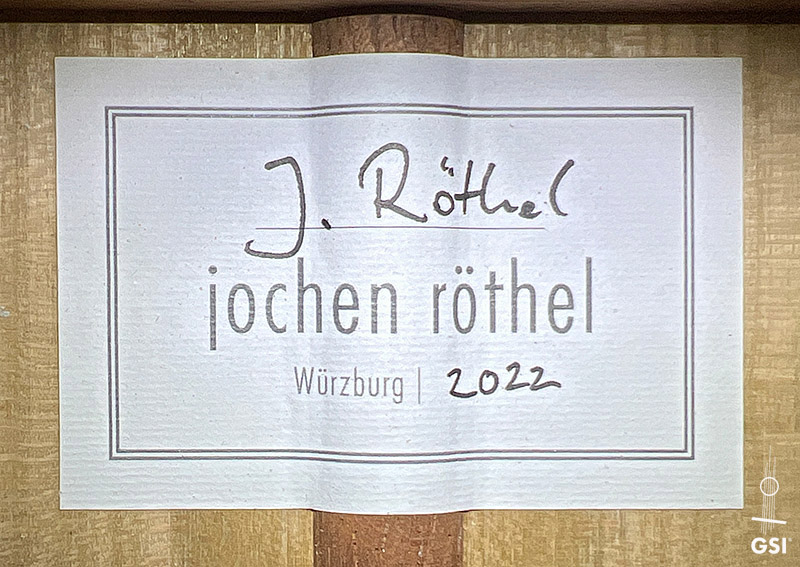 J. Röthel
jochen röthel
Würzburg | 2022
GSI